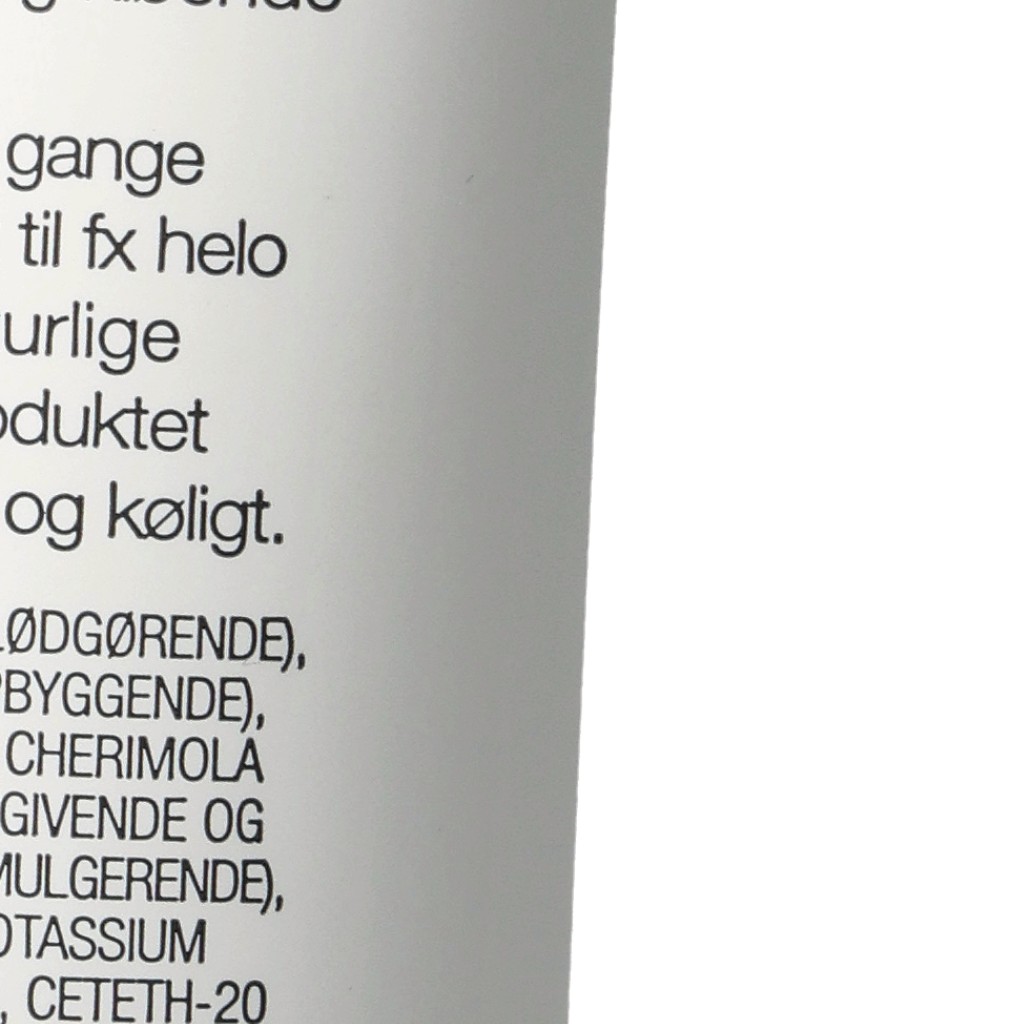 gange
til fx helo
urlige
oduktet
og køligt.
LØDGØRENDE),
BYGGENDE),
CHERIMOLA
GIVENDE OG
MULGERENDE),
OTASSIUM
, CETETH-20